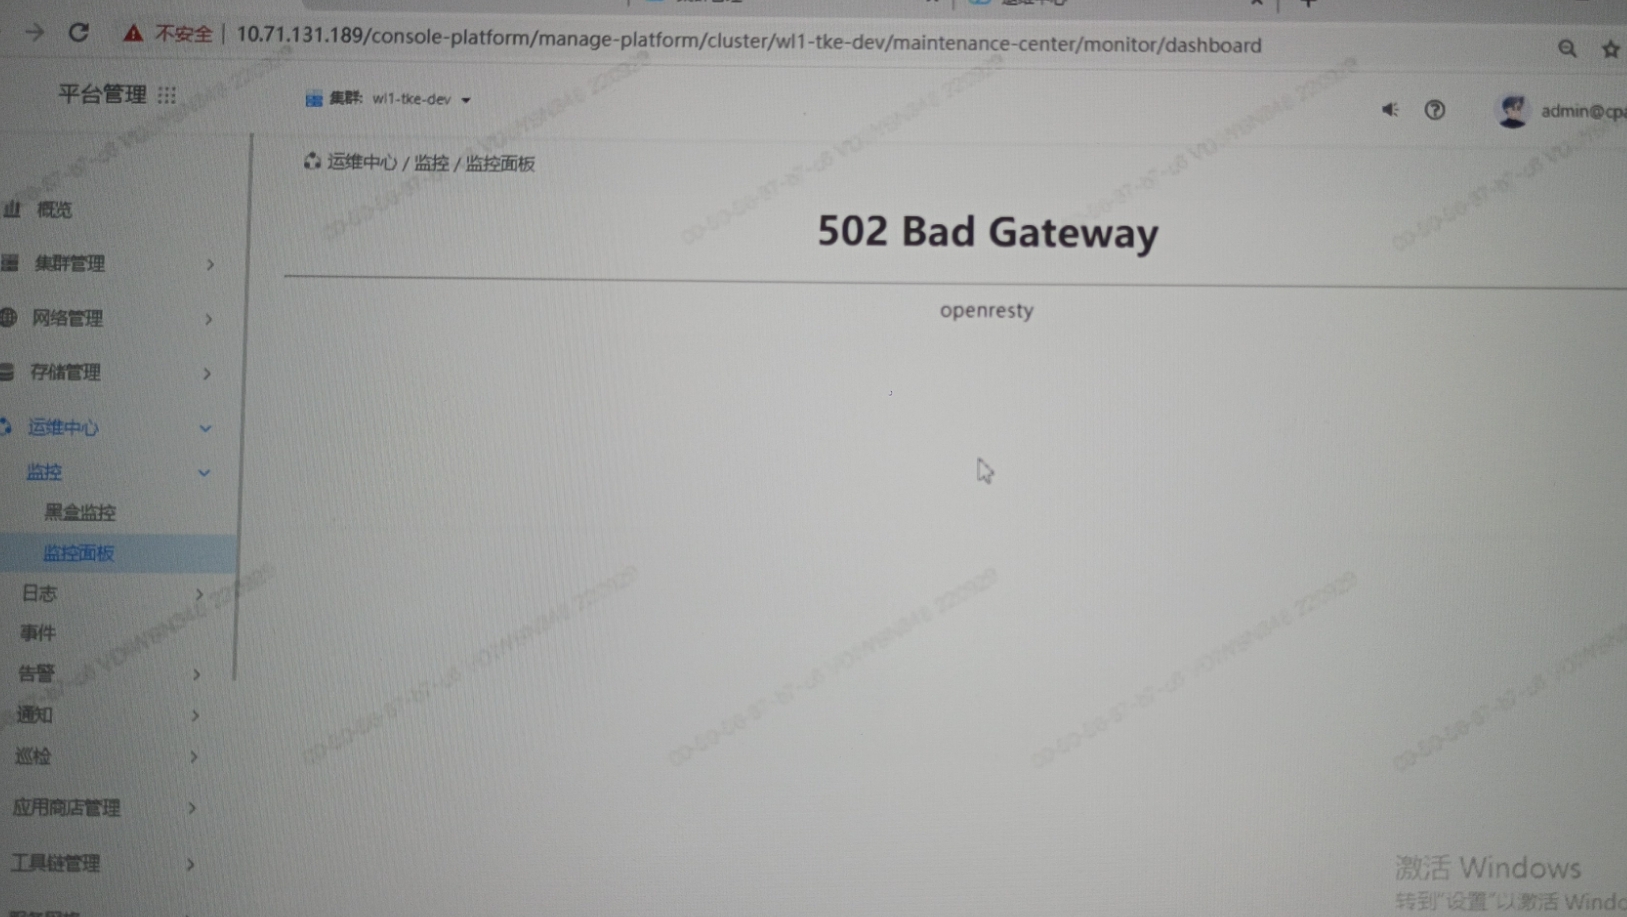 不安全 | 10.71.131.189/console-platform/manage-platform/cluster/wl1-tke-dev/maintenance-center/monitor/dashboard
平台管理
集群: wl1-tke-dev
admin@cpa
运维中心 / 监控 / 监控面板
概览
集群管理
网络管理
存储管理
运维中心
监控
黑盒监控
监控面板
日志
事件
告警
通知
巡检
应用商店管理
工具链管理
502 Bad Gateway
openresty
激活 Windows
转到"设置"以激活 Windo